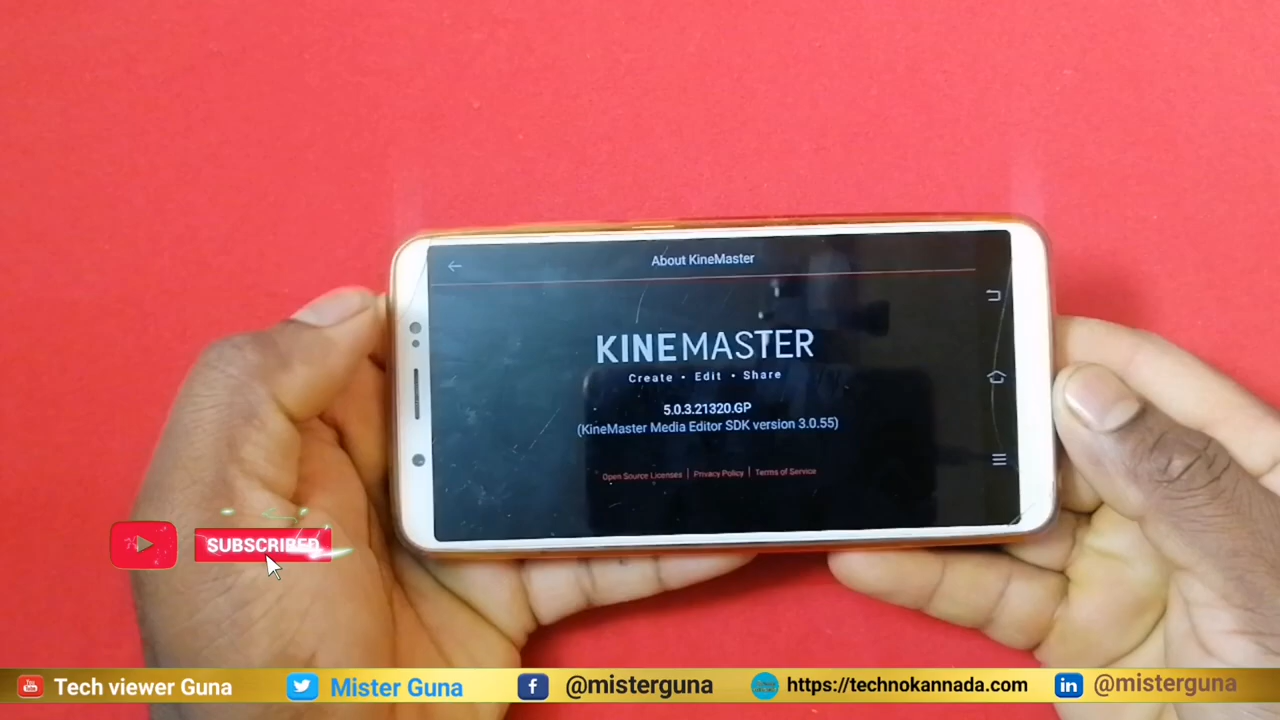 About KineMaster
KINEMASTER
Create • Edit • Share
5.0.3.21320.GP
(KineMaster Media Editor SDK version 3.0.55)
Open Source Licenses | Privacy Policy | Terms of Service
SUBSCRIBED
Tech viewer Guna Mister Guna @misterguna https://technokannada.com @misterguna